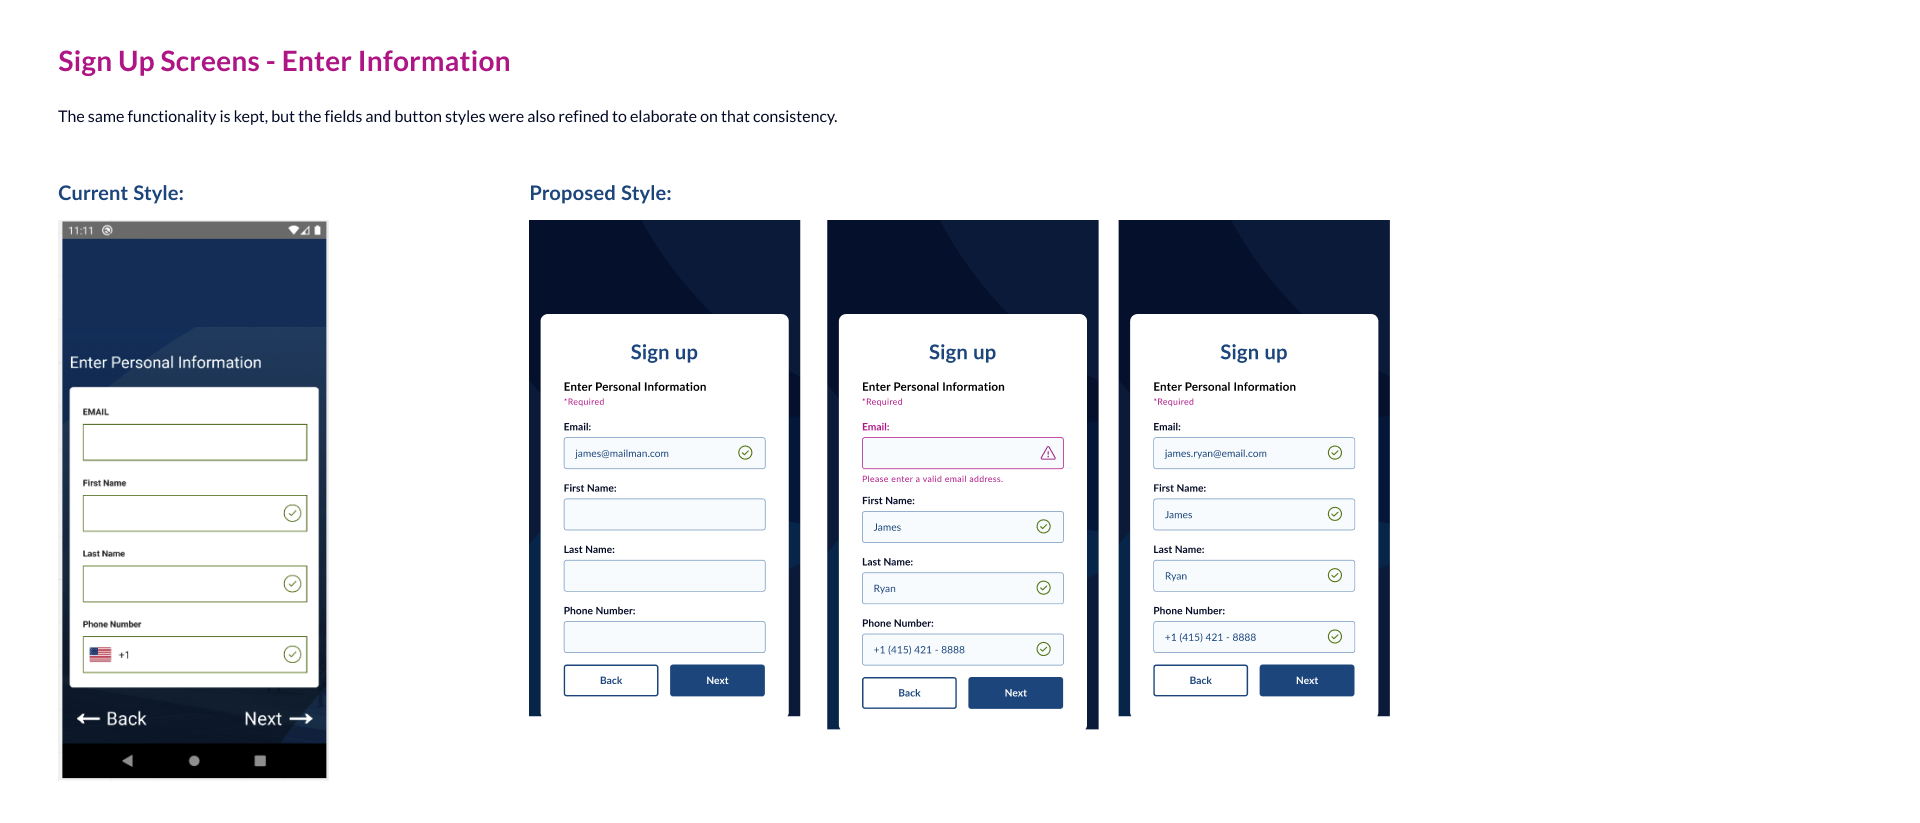 Sign Up Screens - Enter Information
The same functionality is kept, but the fields and button styles were also refined to elaborate on that consistency.
Current Style:
11:11
Enter Personal Information
EMAIL
First Name
Last Name
Phone Number
+1
Back
Next
Proposed Style:
Sign up
Enter Personal Information
*Required
Email:
james@mailman.com
First Name:
Last Name:
Phone Number:
Back
Next
Sign up
Enter Personal Information
*Required
Email:
Please enter a valid email address.
First Name:
James
Last Name:
Ryan
Phone Number:
+1 (415) 421 - 8888
Back
Next
Sign up
Enter Personal Information
*Required
Email:
james.ryan@email.com
First Name:
James
Last Name:
Ryan
Phone Number:
+1 (415) 421 - 8888
Back
Next